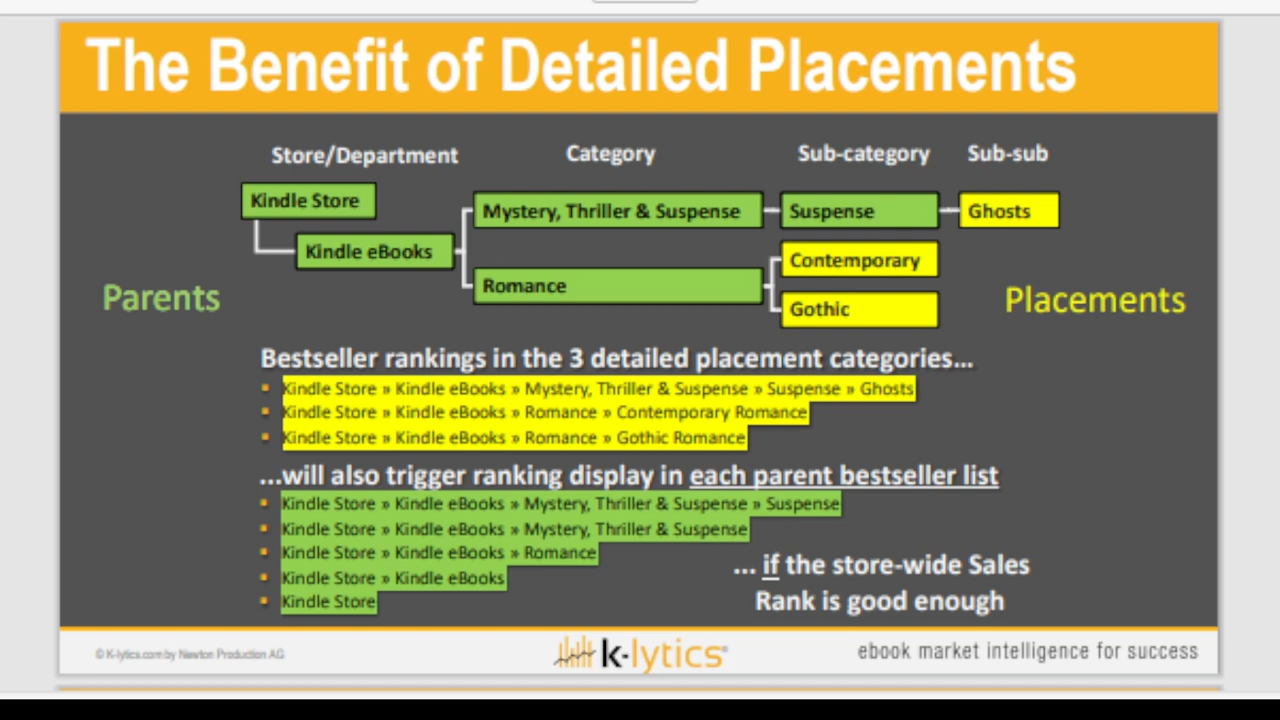 The Benefit of Detailed Placements
Store/Department
Category
Sub-category
Sub-sub
Kindle Store
Mystery, Thriller & Suspense
Suspense
Ghosts
Kindle eBooks
Contemporary
Romance
Gothic
Parents
Placements
Bestseller rankings in the 3 detailed placement categories...
Kindle Store » Kindle eBooks » Mystery, Thriller & Suspense » Suspense » Ghosts
Kindle Store » Kindle eBooks » Romance » Contemporary Romance
Kindle Store » Kindle eBooks » Romance » Gothic Romance
...will also trigger ranking display in each parent bestseller list
Kindle Store » Kindle eBooks » Mystery, Thriller & Suspense » Suspense
Kindle Store » Kindle eBooks » Mystery, Thriller & Suspense
Kindle Store » Kindle eBooks » Romance
Kindle Store » Kindle eBooks
Kindle Store
... if the store-wide Sales
Rank is good enough
© K-lytics.com by Newton Production AG
k-lytics®
ebook market intelligence for success